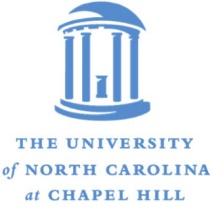 THE UNIVERSITY
of NORTH CAROLINA
at CHAPEL HILL